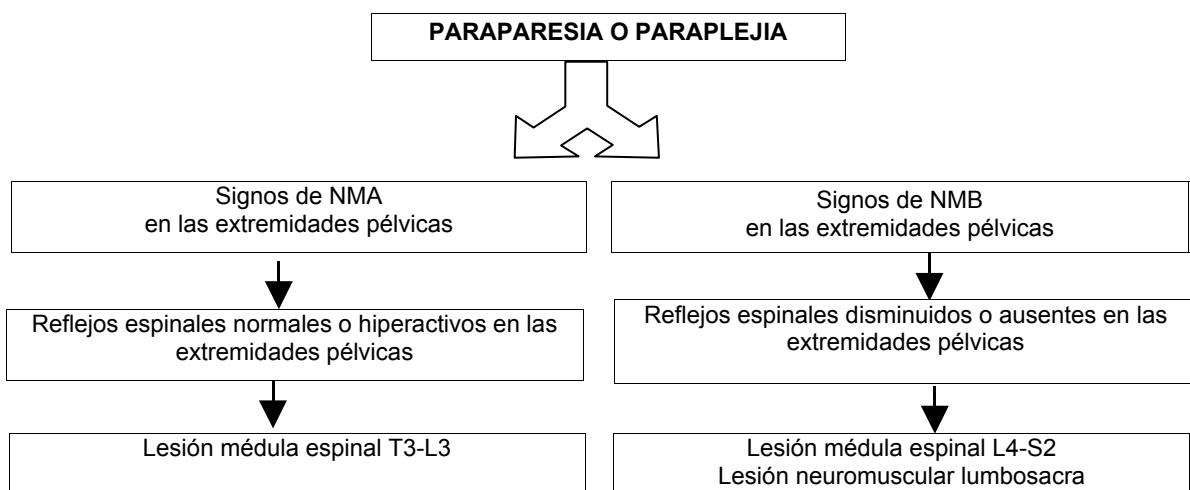 PARAPARESIA O PARAPLEJIA
Signos de NMA
en las extremidades pélvicas
Signos de NMB
en las extremidades pélvicas
Reflejos espinales normales o hiperactivos en las
extremidades pélvicas
Reflejos espinales disminuidos o ausentes en las
extremidades pélvicas
Lesión médula espinal T3-L3
Lesión médula espinal L4-S2
Lesión neuromuscular lumbosacra